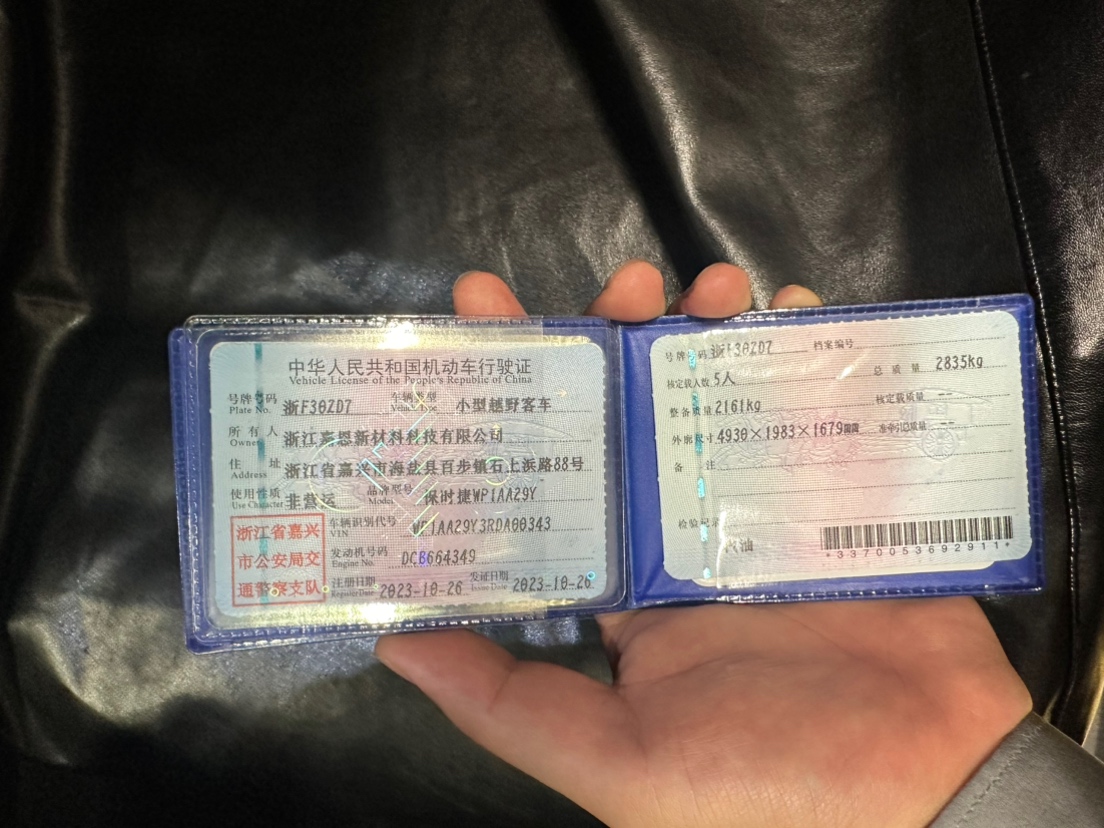 中华人民共和国机动车行驶证
Vehicle License of the People's Republic of China
号牌号码 浙F30ZD7 车辆类型 小型越野客车
Plate No. Vehicle Type
所有人 浙江嘉恩新材料科技有限公司
Owner
住址 浙江省嘉兴市海盐县百步镇石上浜路88号
Address
使用性质 非营运 品牌型号 保时捷WP1AA29Y
Use Character Model
浙江省嘉兴
市公安局交
通警察支队
车辆识别代号 WP1AA29Y3RDA00343
VIN
发动机号码 DCB664349
Engine No.
注册日期 2023-10-26 发证日期 2023-10-26
Register Date Issue Date
号牌号码 浙F30ZD7 档案编号
核定载人数 5人 总质量 2835kg
整备质量 2161kg 核定载质量 --
外廓尺寸 4930×1983×1679 准牵引总质量 --
备注
检验记录
汽油
*3370053692911*